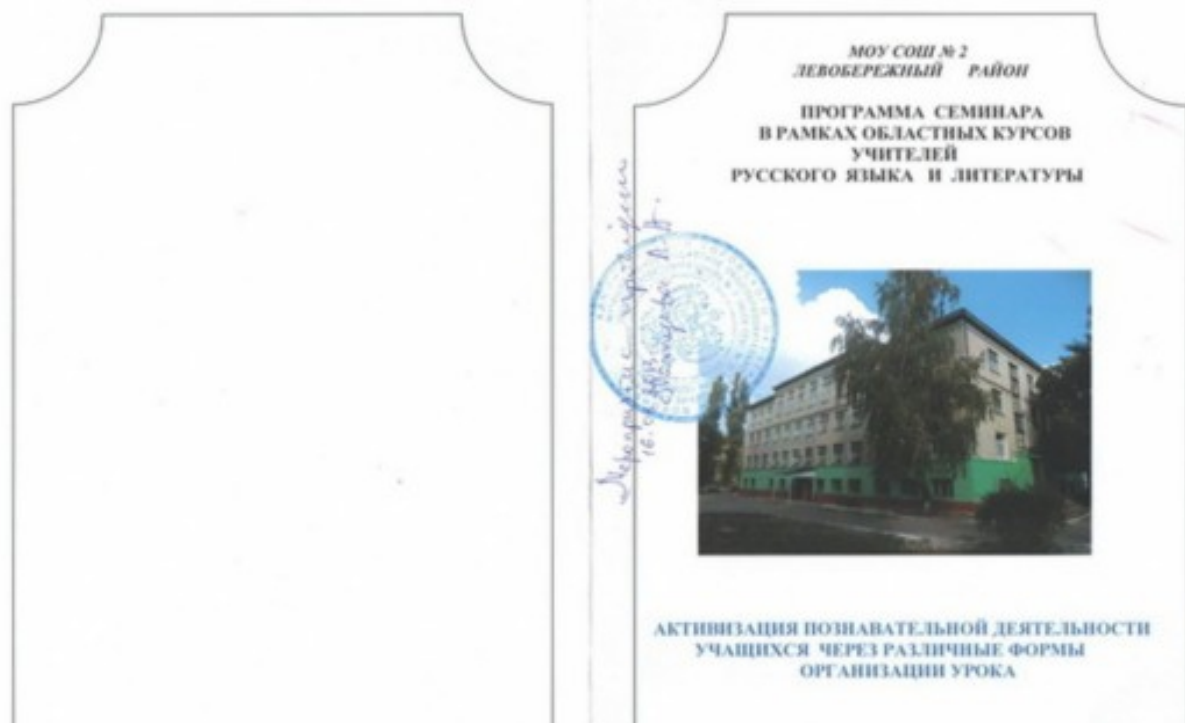 МОУ СОШ № 2
ЛЕВОБЕРЕЖНЫЙ РАЙОН
ПРОГРАММА СЕМИНАРА
В РАМКАХ ОБЛАСТНЫХ КУРСОВ
УЧИТЕЛЕЙ
РУССКОГО ЯЗЫКА И ЛИТЕРАТУРЫ
АКТИВИЗАЦИЯ ПОЗНАВАТЕЛЬНОЙ ДЕЯТЕЛЬНОСТИ
УЧАЩИХСЯ ЧЕРЕЗ РАЗЛИЧНЫЕ ФОРМЫ
ОРГАНИЗАЦИИ УРОКА